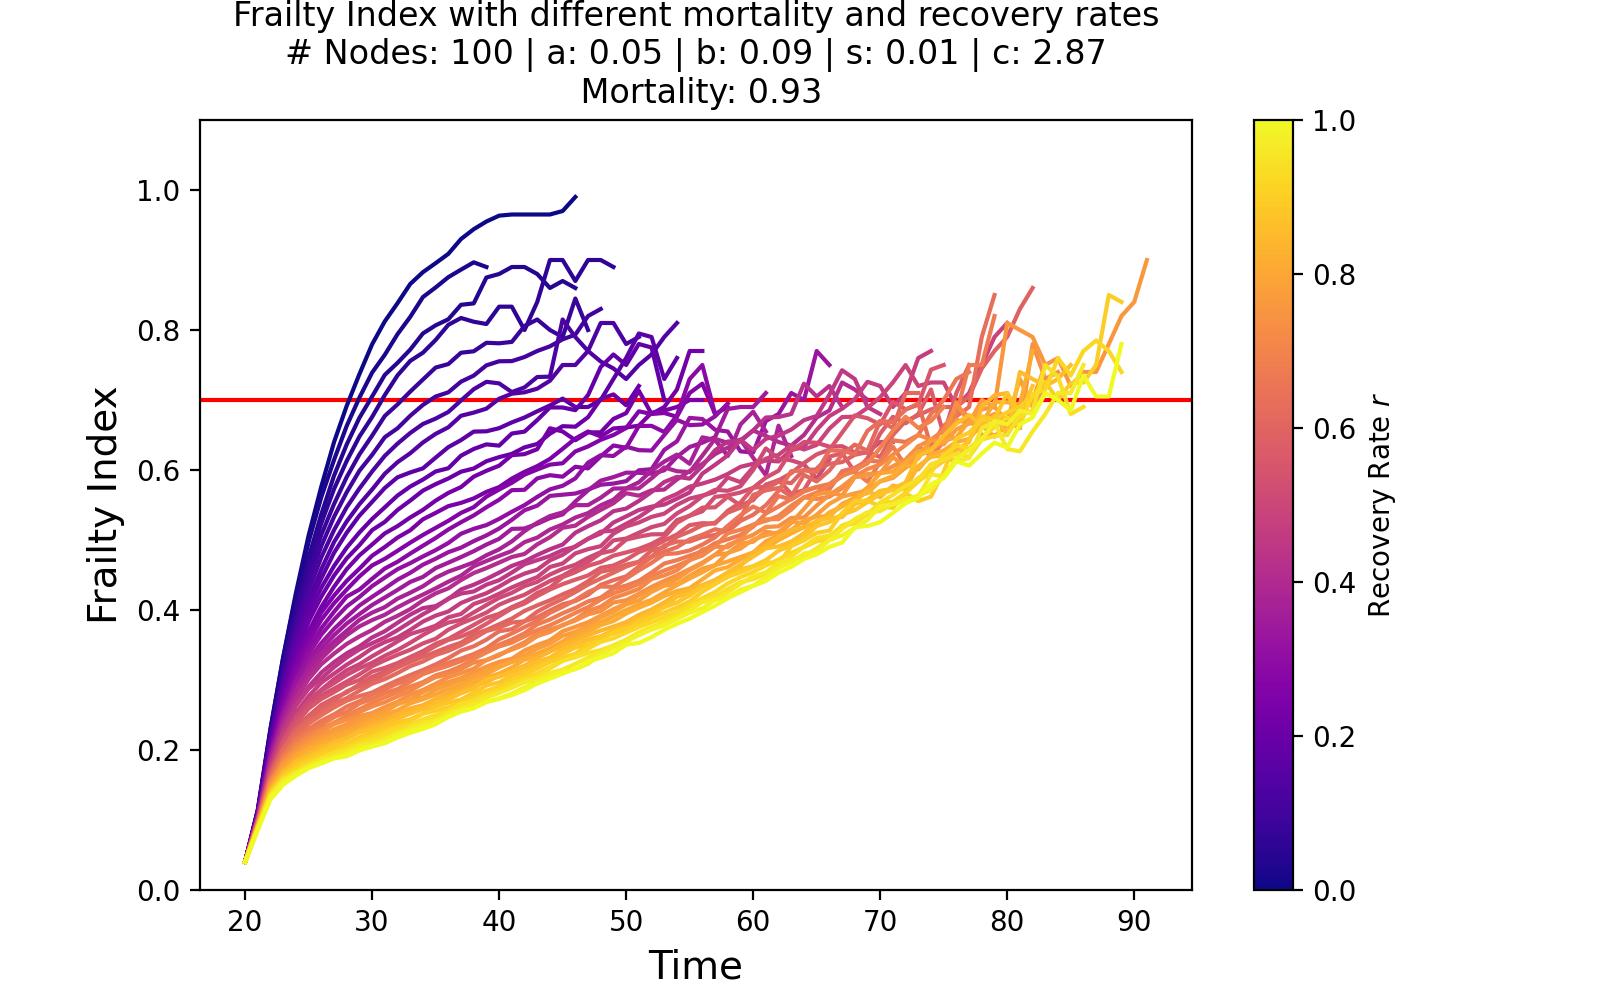 Frailty Index with different mortality and recovery rates
# Nodes: 100 | a: 0.05 | b: 0.09 | s: 0.01 | c: 2.87
Mortality: 0.93
Frailty Index
1.0
0.8
0.6
0.4
0.2
0.0
20 30 40 50 60 70 80 90
Time
1.0
0.8
0.6
0.4
0.2
0.0
Recovery Rate r